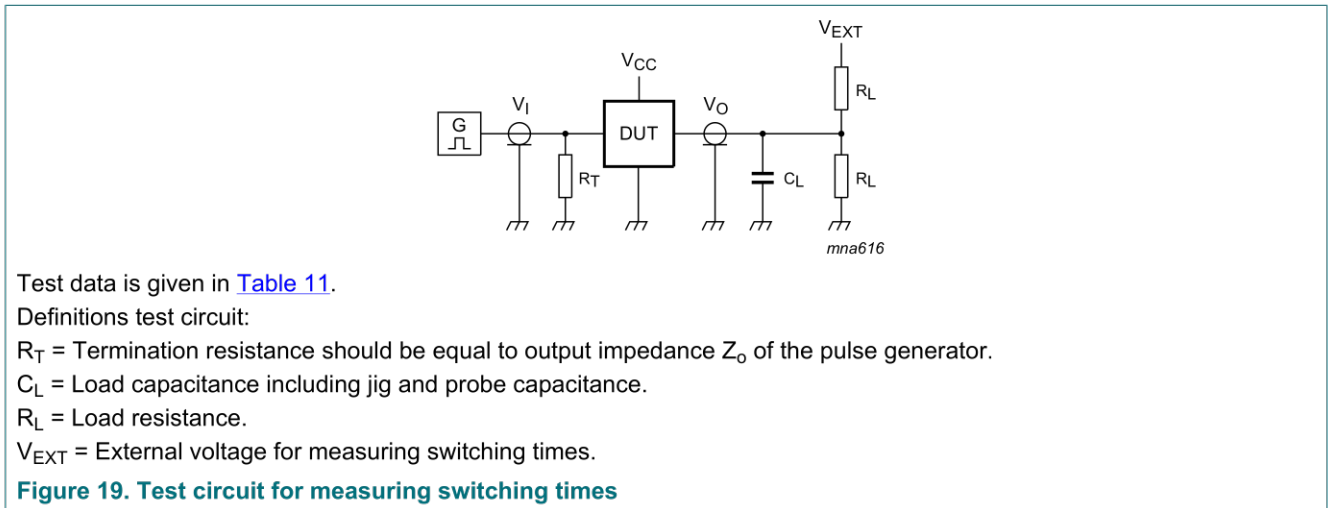 VEXT
VCC
RL
VI
VO
G
DUT
RT
CL
RL
mna616
Test data is given in Table 11.
Definitions test circuit:
RT = Termination resistance should be equal to output impedance Zo of the pulse generator.
CL = Load capacitance including jig and probe capacitance.
RL = Load resistance.
VEXT = External voltage for measuring switching times.
Figure 19. Test circuit for measuring switching times